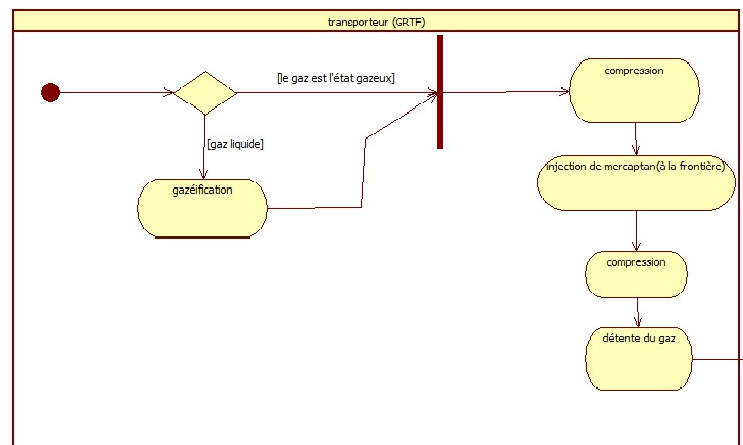 transporteur (GRTF)
[le gaz est l'état gazeux]
compression
[gaz liquide]
injection de mercaptan(à la frontière)
gazéification
compression
détente du gaz